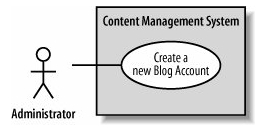 Content Management System
Create a
new Blog Account
Administrator